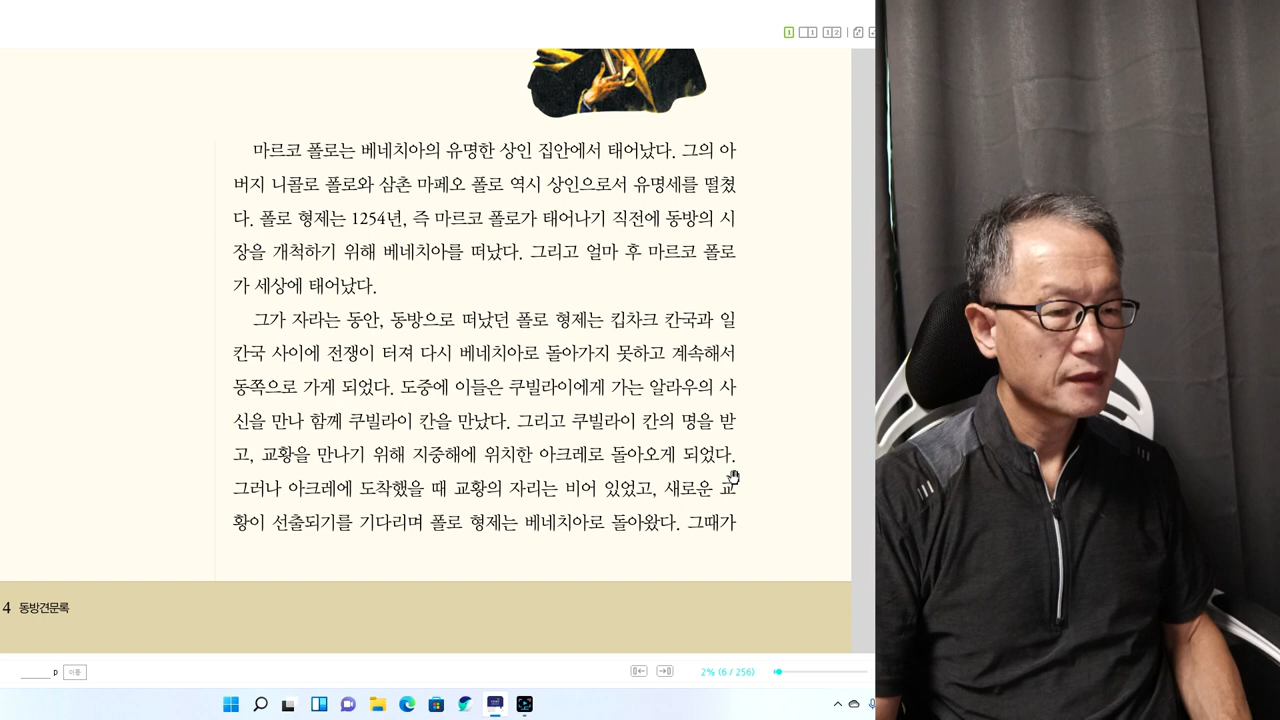 마르코 폴로는 베네치아의 유명한 상인 집안에서 태어났다. 그의 아
버지 니콜로 폴로와 삼촌 마페오 폴로 역시 상인으로서 유명세를 떨쳤
다. 폴로 형제는 1254년, 즉 마르코 폴로가 태어나기 직전에 동방의 시
장을 개척하기 위해 베네치아를 떠났다. 그리고 얼마 후 마르코 폴로
가 세상에 태어났다.
그가 자라는 동안, 동방으로 떠났던 폴로 형제는 킵차크 칸국과 일
칸국 사이에 전쟁이 터져 다시 베네치아로 돌아가지 못하고 계속해서
동쪽으로 가게 되었다. 도중에 이들은 쿠빌라이에게 가는 알라우의 사
신을 만나 함께 쿠빌라이 칸을 만났다. 그리고 쿠빌라이 칸의 명을 받
고, 교황을 만나기 위해 지중해에 위치한 아크레로 돌아오게 되었다.
그러나 아크레에 도착했을 때 교황의 자리는 비어 있었고, 새로운 교
황이 선출되기를 기다리며 폴로 형제는 베네치아로 돌아왔다. 그때가
4 동방견문록
p 이동
2% (6 / 256)